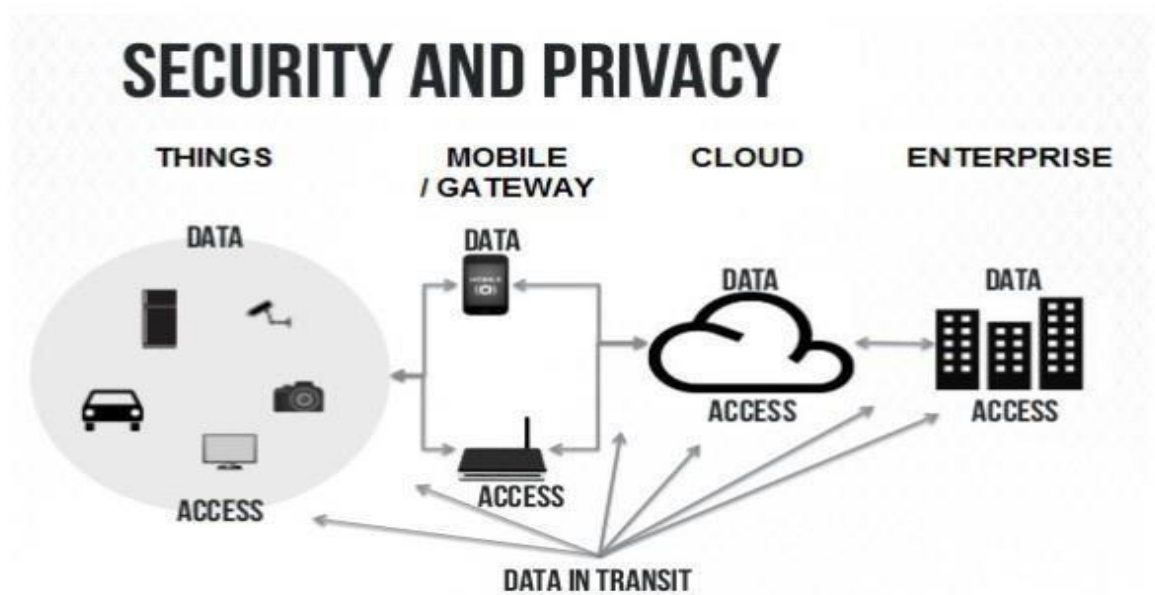 SECURITY AND PRIVACY
THINGS
MOBILE
/ GATEWAY
CLOUD
ENTERPRISE
DATA
DATA
MOBILE
DATA
DATA
ACCESS
ACCESS
ACCESS
ACCESS
DATA IN TRANSIT